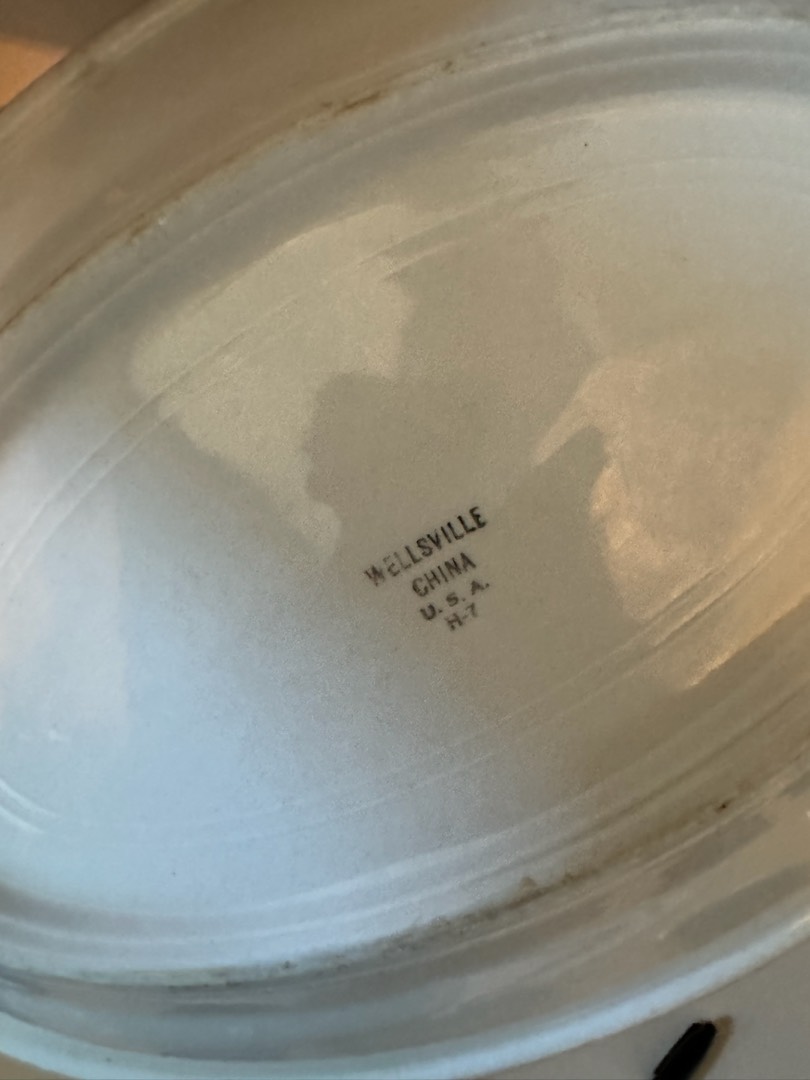 WELLSVILLE
CHINA
U. S. A.
H-7